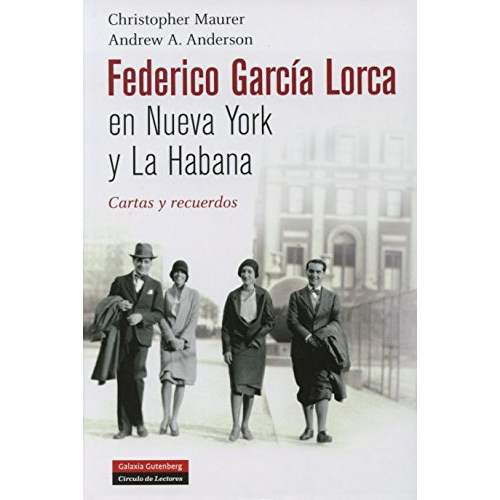 Christopher Maurer
Andrew A. Anderson
Federico García Lorca
en Nueva York
y La Habana
Cartas y recuerdos
Galaxia Gutenberg
Círculo de Lectores